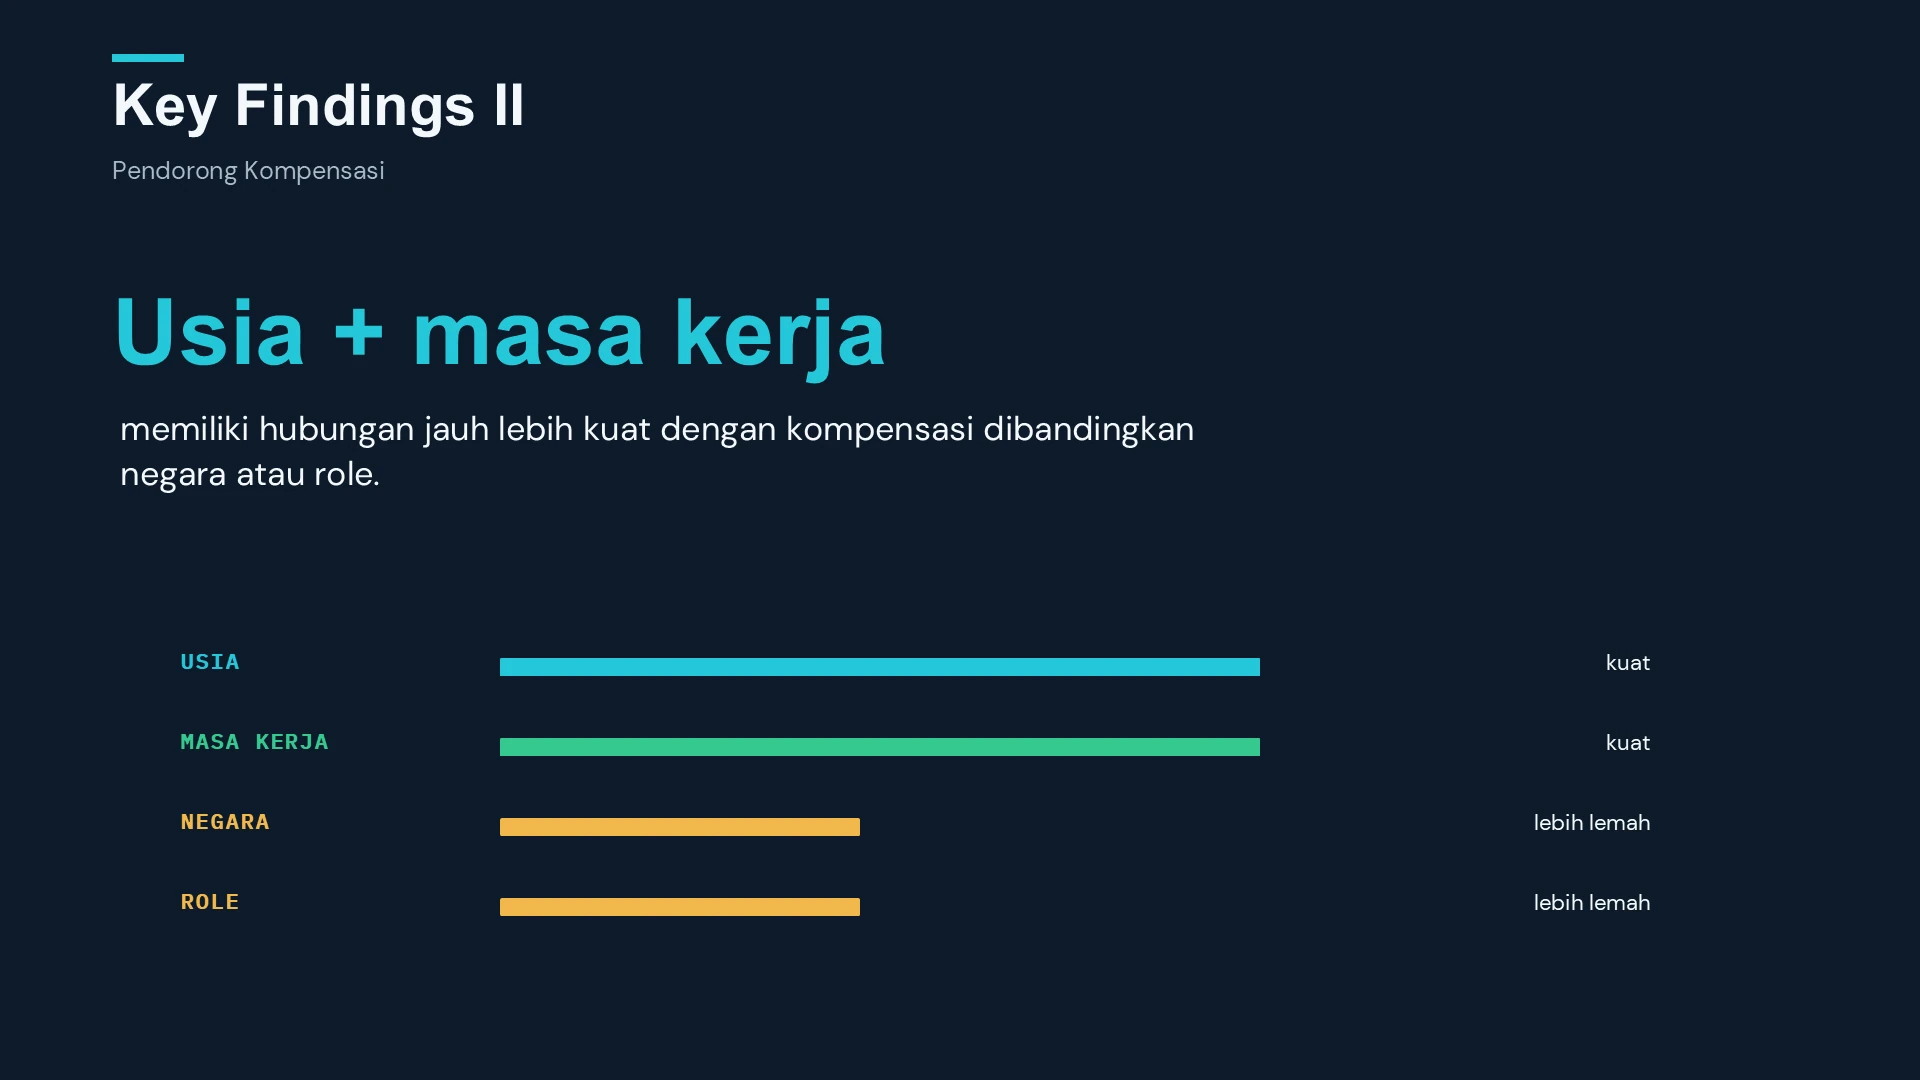 Key Findings II
Pendorong Kompensasi
Usia + masa kerja
memiliki hubungan jauh lebih kuat dengan kompensasi dibandingkan
negara atau role.
USIA kuat
MASA KERJA kuat
NEGARA lebih lemah
ROLE lebih lemah